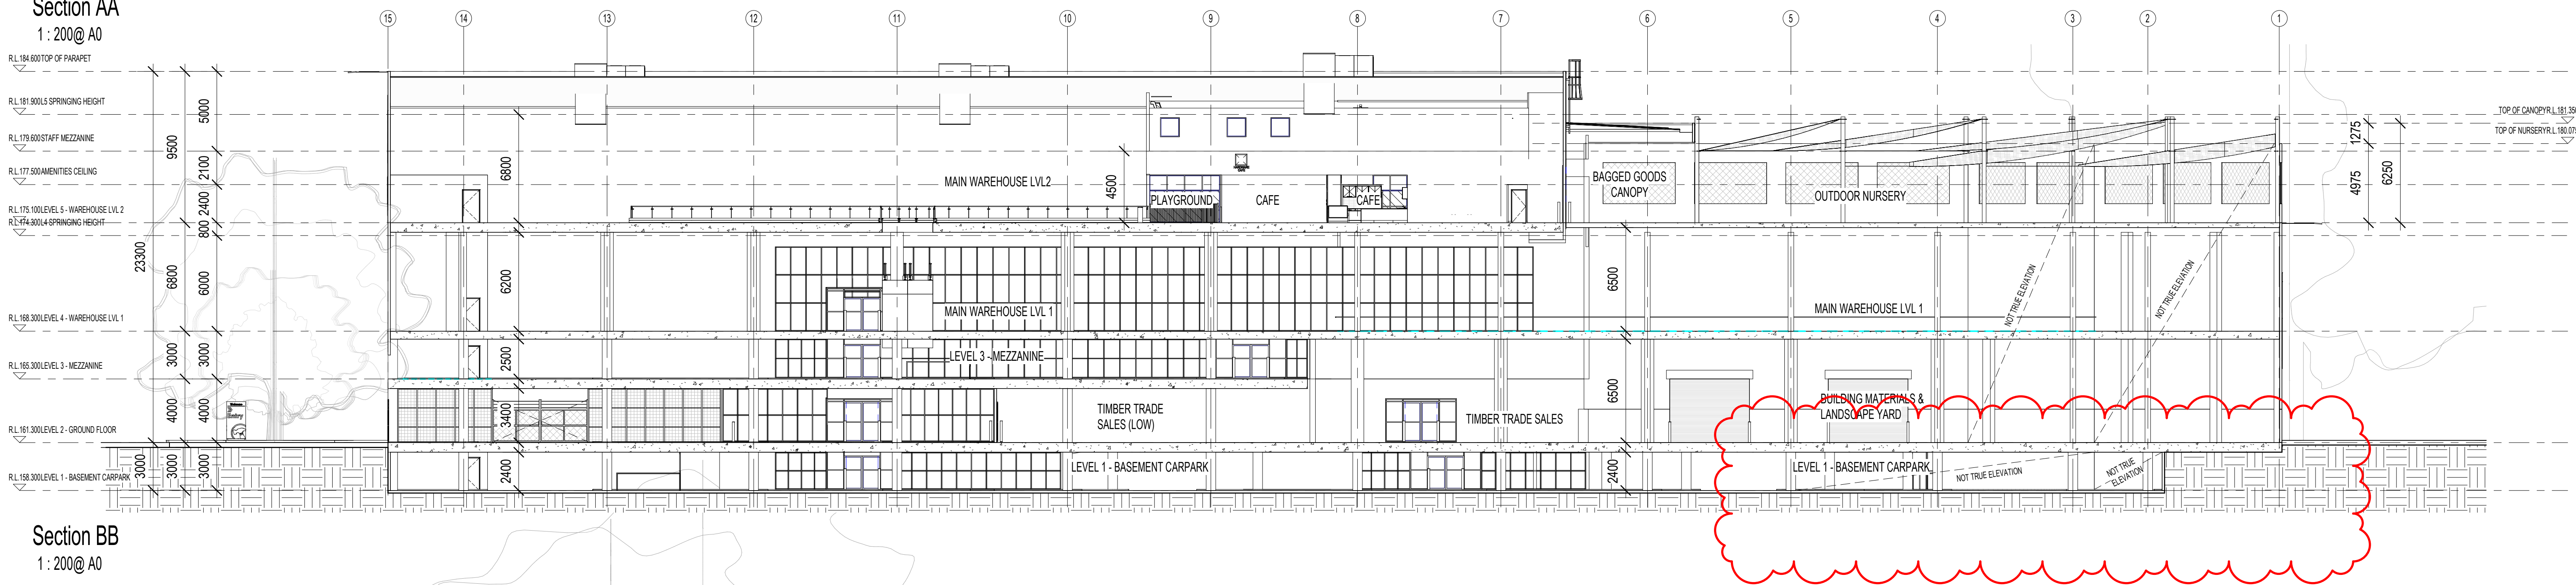 Section AA
1 : 200@ A0
15 14 13 12 11 10 9 8 7 6 5 4 3 2 1
R.L.184.600TOP OF PARAPET
R.L.181.900L5 SPRINGING HEIGHT
R.L.179.600STAFF MEZZANINE
R.L.177.500AMENITIES CEILING
R.L.175.100LEVEL 5 - WAREHOUSE LVL 2
R.L.174.300L4 SPRINGING HEIGHT
R.L.168.300LEVEL 4 - WAREHOUSE LVL 1
R.L.165.300LEVEL 3 - MEZZANINE
R.L.161.300LEVEL 2 - GROUND FLOOR
R.L.158.300LEVEL 1 - BASEMENT CARPARK
23300
3000
9500
6800
3000
4000
3000
5000
2100
2400
800
6000
3000
4000
3000
Entry
6800
6200
2500
3400
2400
MAIN WAREHOUSE LVL2
4500
PLAYGROUND
CAFE
CAFE
BAGGED GOODS
CANOPY
OUTDOOR NURSERY
TOP OF CANOPYR.L.181.350
TOP OF NURSERYR.L.180.075
1275
4975
6250
MAIN WAREHOUSE LVL 1
6500
MAIN WAREHOUSE LVL 1
NOT TRUE ELEVATION
NOT TRUE ELEVATION
LEVEL 3 - MEZZANINE
6500
TIMBER TRADE
SALES (LOW)
TIMBER TRADE SALES
BUILDING MATERIALS &
LANDSCAPE YARD
LEVEL 1 - BASEMENT CARPARK
2400
LEVEL 1 - BASEMENT CARPARK
NOT TRUE ELEVATION
NOT TRUE
ELEVATION
Section BB
1 : 200@ A0